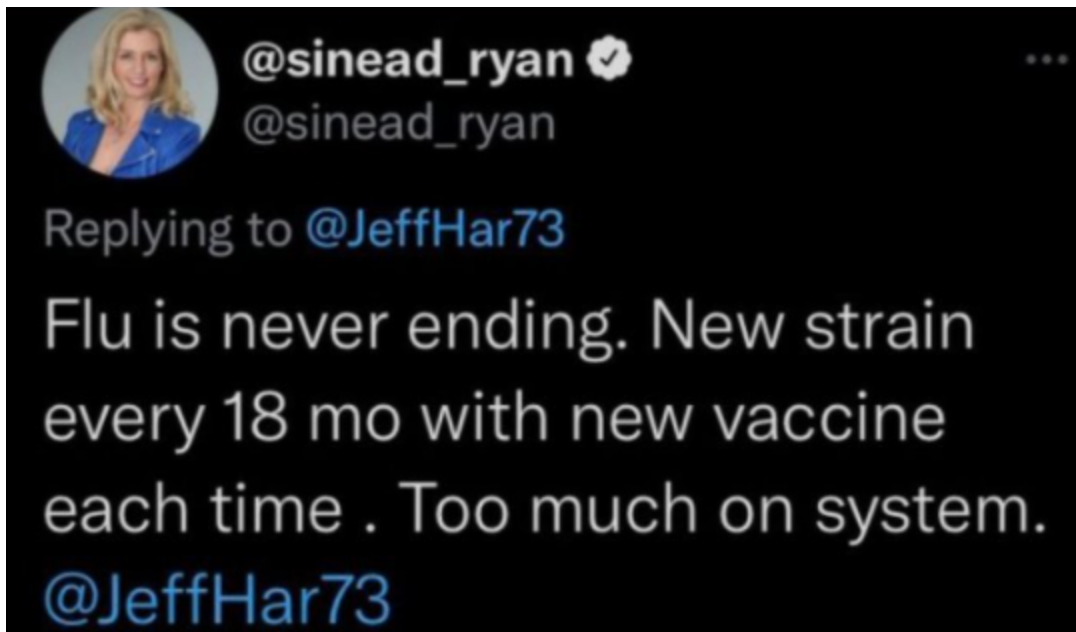 @sinead_ryan
@sinead_ryan
Replying to @JeffHar73
Flu is never ending. New strain
every 18 mo with new vaccine
each time . Too much on system.
@JeffHar73